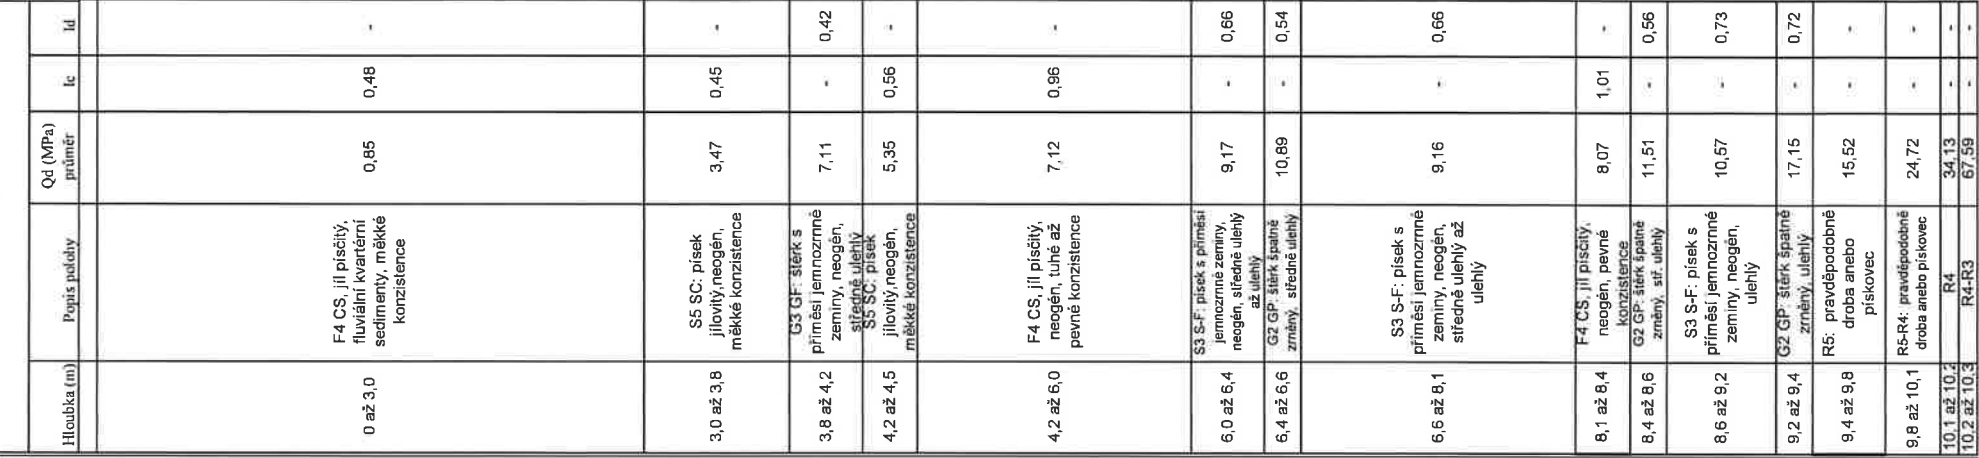 Hloubka (m) Popis polohy Qd (MPa) průměr Ic Id
0 až 3,0 F4 CS, jíl písčitý,
fluviální kvartérní
sedimenty, měkké
konzistence 0,85 0,48 -
3,0 až 3,8 S5 SC: písek
jílovitý,neogén,
měkké konzistence 3,47 0,45 -
3,8 až 4,2 G3 GF: štěrk s
příměsí jemnozrnné
zeminy, neogén,
středně ulehlý 7,11 - 0,42
4,2 až 4,5 S5 SC: písek
jílovitý,neogén,
měkké konzistence 5,35 0,56 -
4,2 až 6,0 F4 CS, jíl písčitý,
neogén, tuhé až
pevné konzistence 7,12 0,96 -
6,0 až 6,4 S3 S-F: písek s příměsí
jemnozrnné zeminy,
neogén, středně ulehlý
až ulehlý 9,17 - 0,66
6,4 až 6,6 G2 GP: štěrk špatně
zrněný, středně ulehlý 10,89 - 0,54
6,6 až 8,1 S3 S-F: písek s
příměsí jemnozrnné
zeminy, neogén,
středně ulehlý až
ulehlý 9,16 - 0,66
8,1 až 8,4 F4 CS, jíl písčitý,
neogén, pevné
konzistence 8,07 1,01 -
8,4 až 8,6 G2 GP: štěrk špatně
zrněný, stř. ulehlý 11,51 - 0,56
8,6 až 9,2 S3 S-F: písek s
příměsí jemnozrnné
zeminy, neogén,
ulehlý 10,57 - 0,73
9,2 až 9,4 G2 GP: štěrk špatně
zrněný, ulehlý 17,15 - 0,72
9,4 až 9,8 R5: pravděpodobně
droba anebo
pískovec 15,52 - -
9,8 až 10,1 R5-R4: pravděpodobně
droba anebo pískovec 24,72 - -
10,1 až 10,2 R4 34,13 - -
10,2 až 10,3 R4-R3 67,59 - -